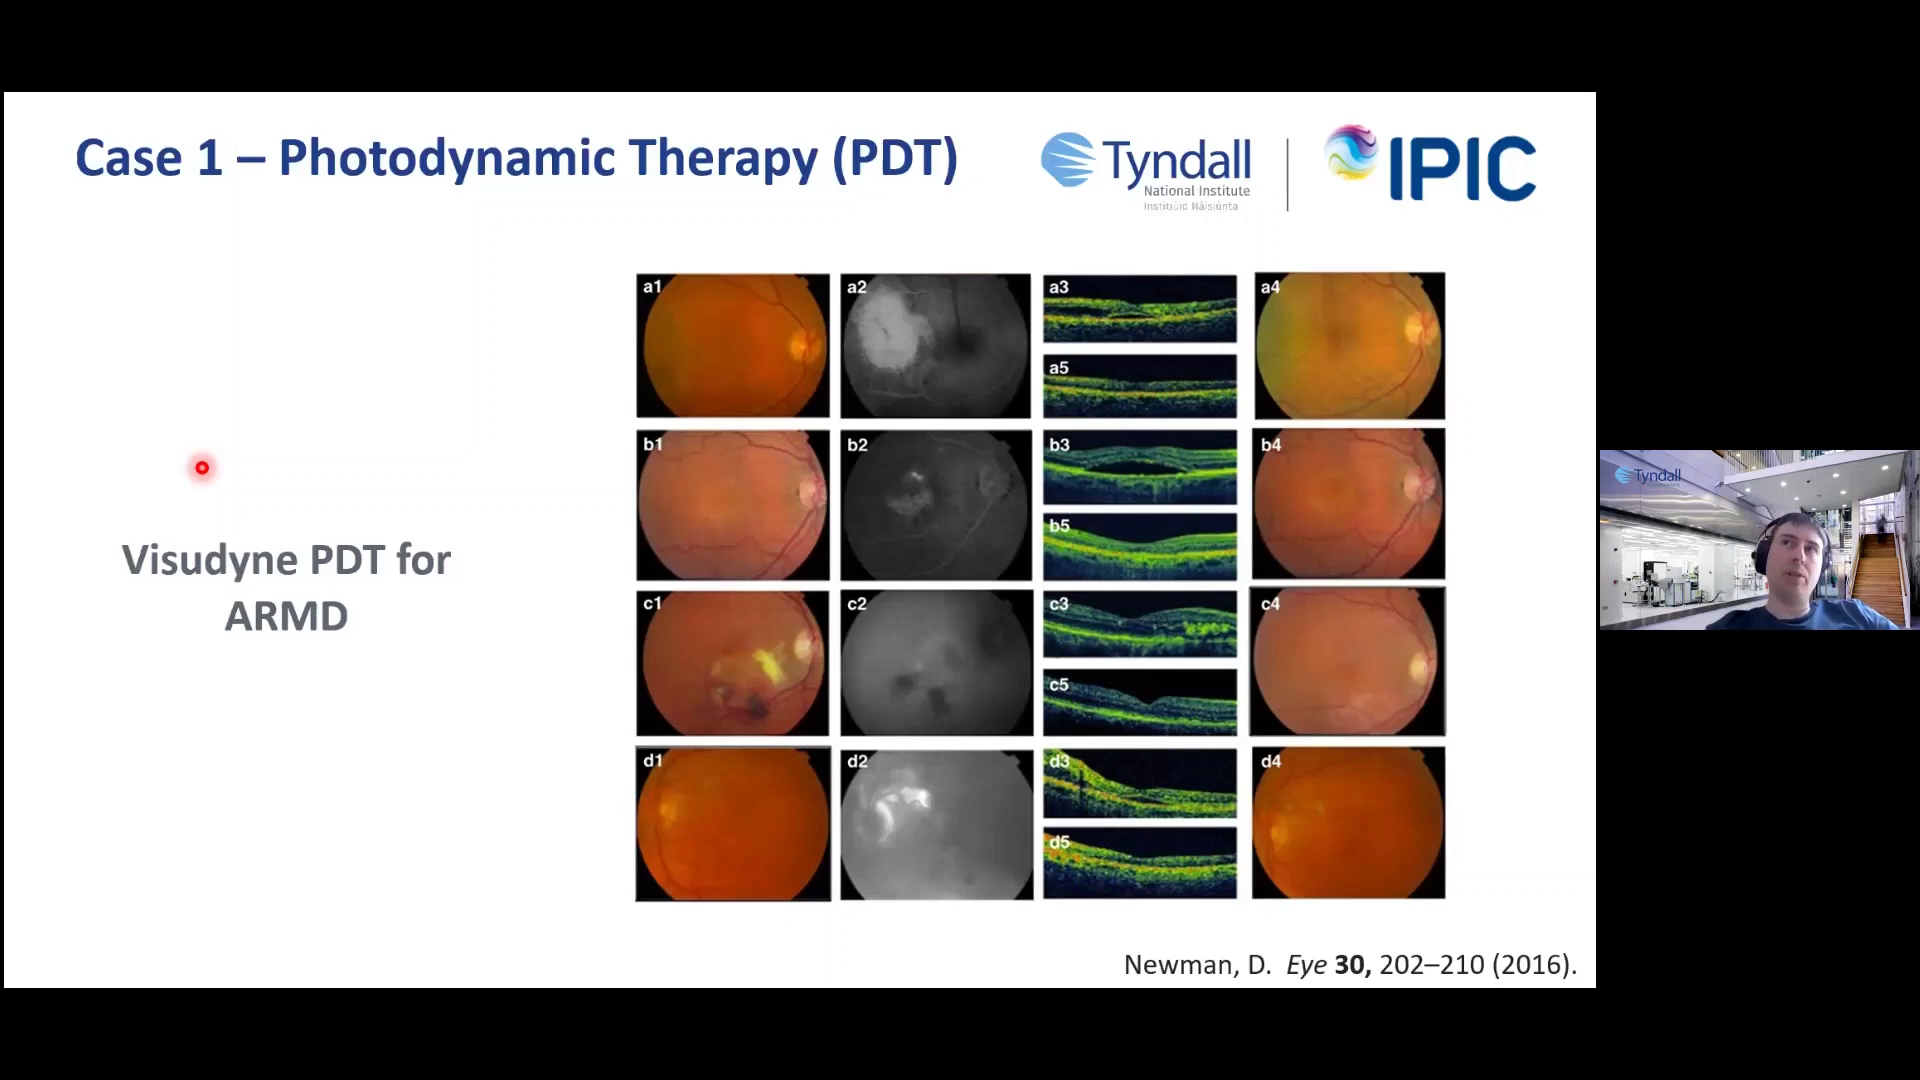 Case 1 – Photodynamic Therapy (PDT)
Tyndall
National Institute
Institiúid Náisiúnta
IPIC
a1
a2
a3
a4
a5
b1
b2
b3
b4
b5
Visudyne PDT for
ARMD
c1
c2
c3
c4
c5
d1
d2
d3
d4
d5
Newman, D. Eye 30, 202–210 (2016).
Tyndall